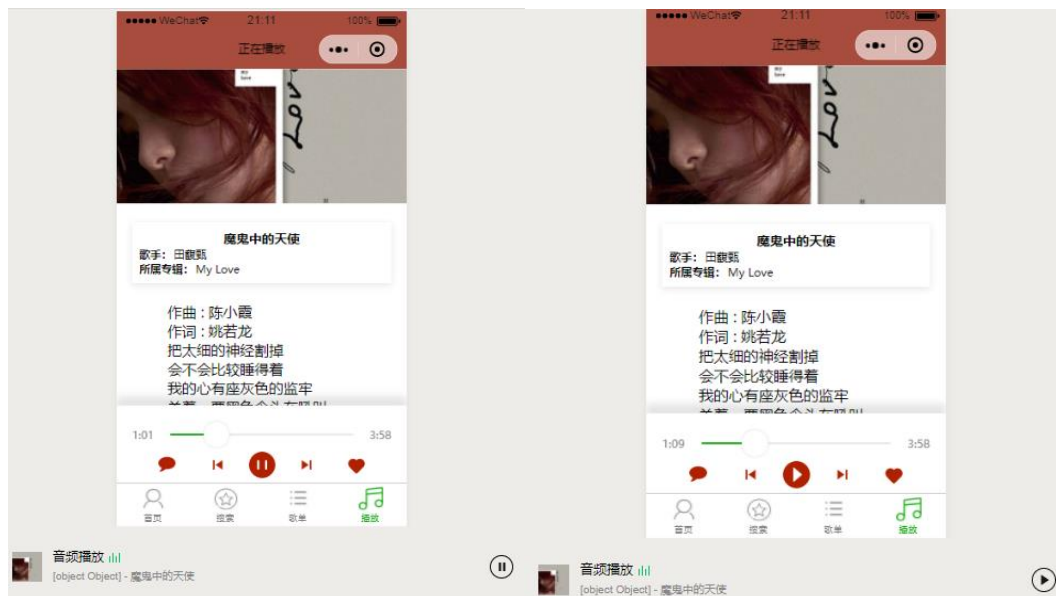 WeChat 21:11 100%
正在播放
my
love
魔鬼中的天使
歌手： 田馥甄
所属专辑： My Love
作曲 : 陈小霞
作词 : 姚若龙
把太细的神经割掉
会不会比较睡得着
我的心有座灰色的监牢
1:01 3:58
首页 搜索 歌单 播放
音频播放
[object Object] - 魔鬼中的天使
WeChat 21:11 100%
正在播放
my
love
魔鬼中的天使
歌手： 田馥甄
所属专辑： My Love
作曲 : 陈小霞
作词 : 姚若龙
把太细的神经割掉
会不会比较睡得着
我的心有座灰色的监牢
1:09 3:58
首页 搜索 歌单 播放
音频播放
[object Object] - 魔鬼中的天使